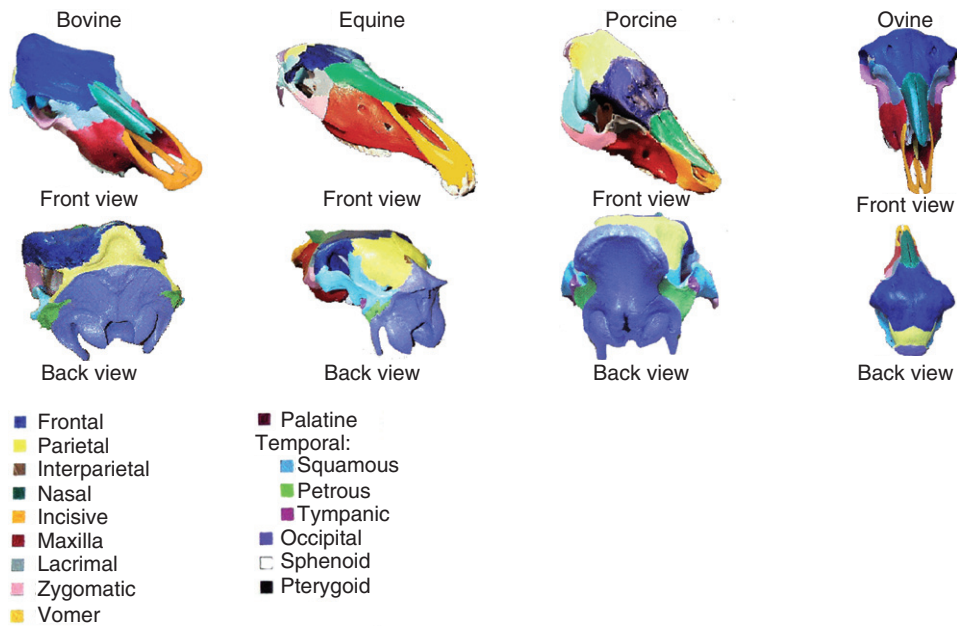 Bovine
Equine
Porcine
Ovine
Front view
Front view
Front view
Front view
Back view
Back view
Back view
Back view
Frontal
Parietal
Interparietal
Nasal
Incisive
Maxilla
Lacrimal
Zygomatic
Vomer
Palatine
Temporal:
Squamous
Petrous
Tympanic
Occipital
Sphenoid
Pterygoid